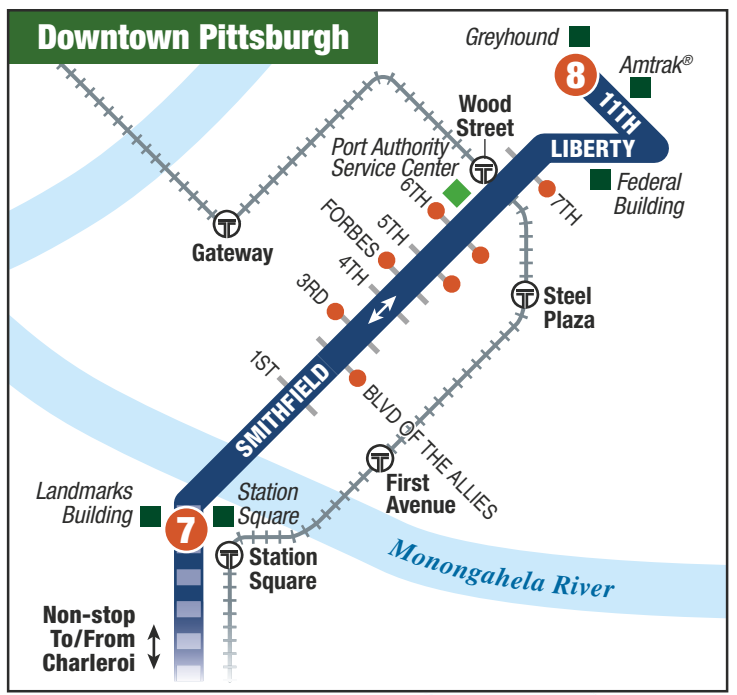 Downtown Pittsburgh
Greyhound
8
Amtrak®
11TH
Wood
Street
LIBERTY
Port Authority
Service Center
T
6TH
7TH
Federal
Building
FORBES
5TH
T
Gateway
4TH
3RD
T
Steel
Plaza
1ST
SMITHFIELD
BLVD OF THE ALLIES
T
First
Avenue
Landmarks
Building
7
Station
Square
T
Station
Square
Monongahela River
Non-stop
To/From
Charleroi